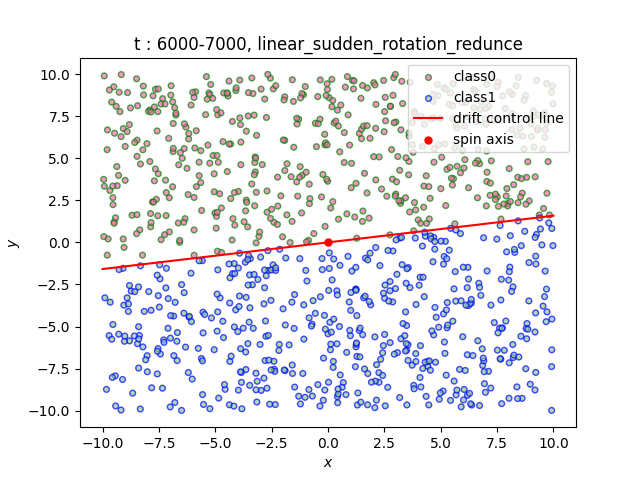 t : 6000-7000, linear_sudden_rotation_redunce
10.0
7.5
5.0
2.5
0.0
−2.5
−5.0
−7.5
−10.0
y
class0
class1
drift control line
spin axis
−10.0 −7.5 −5.0 −2.5 0.0 2.5 5.0 7.5 10.0
x